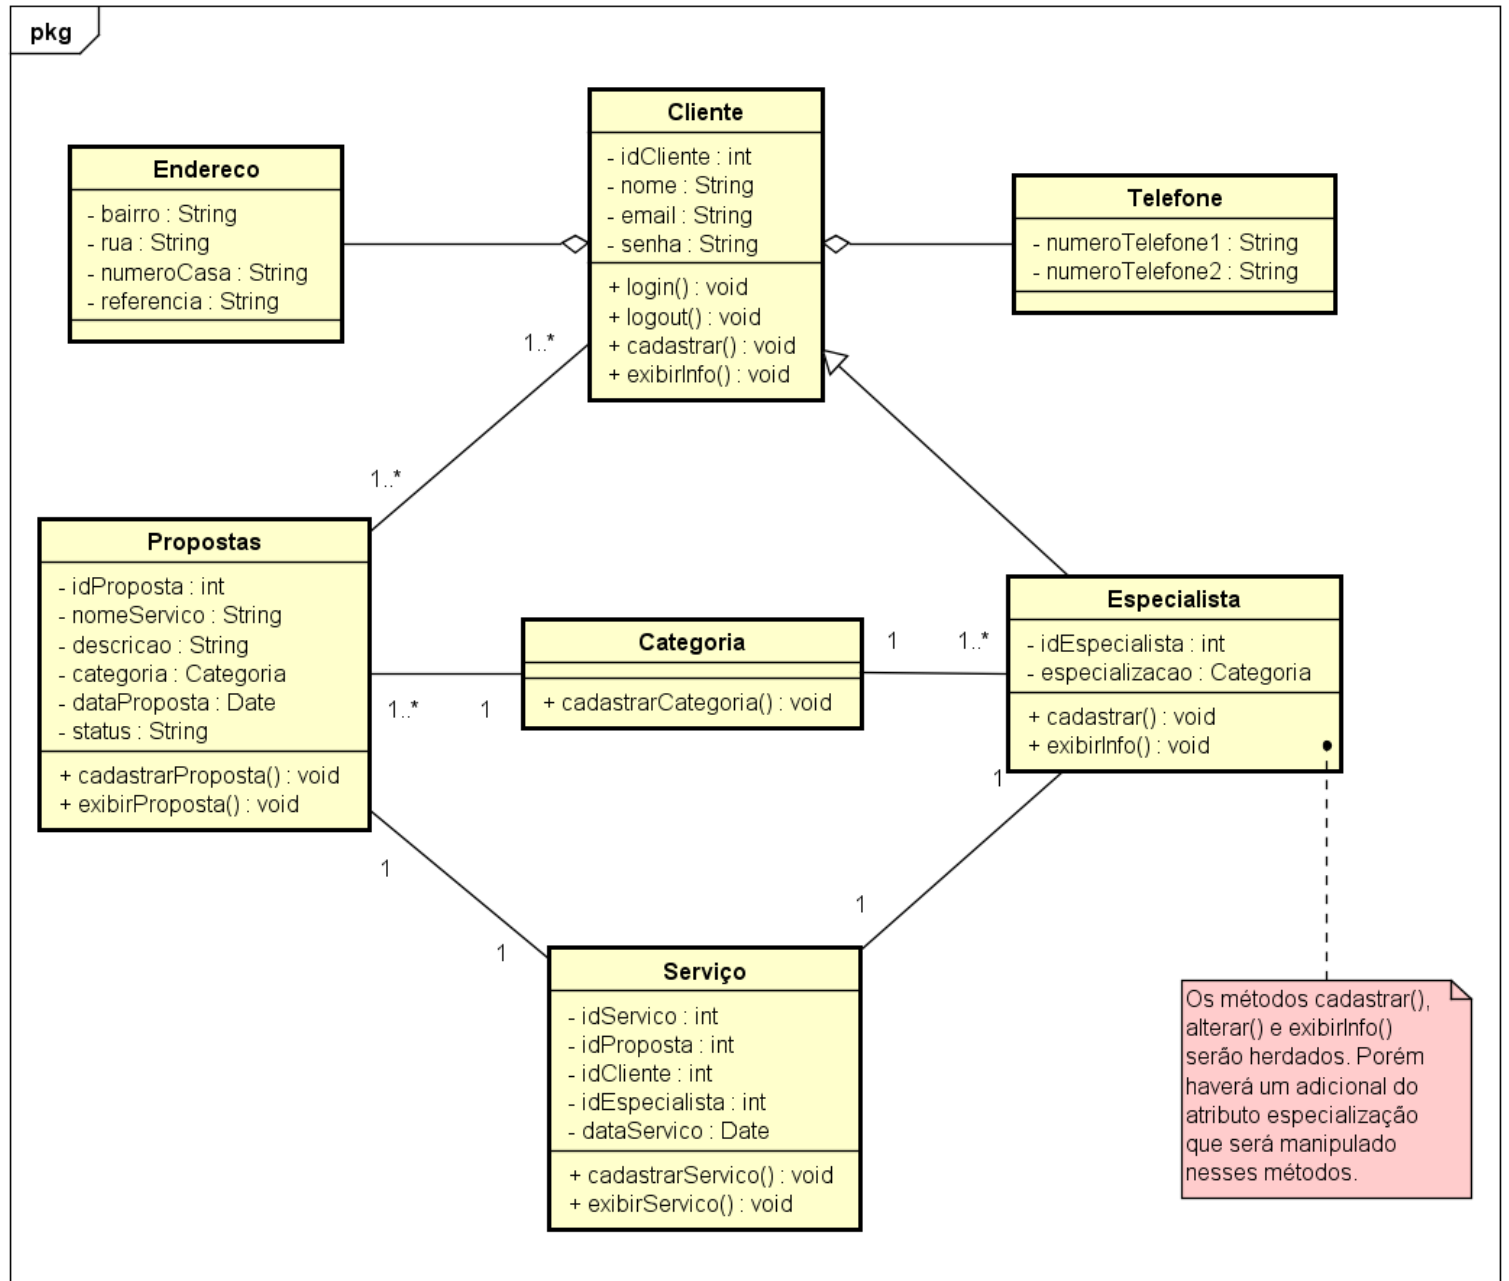 pkg
Cliente
- idCliente : int
- nome : String
- email : String
- senha : String
+ login() : void
+ logout() : void
+ cadastrar() : void
+ exibirInfo() : void
Endereco
- bairro : String
- rua : String
- numeroCasa : String
- referencia : String
Telefone
- numeroTelefone1 : String
- numeroTelefone2 : String
1..*
1..*
Propostas
- idProposta : int
- nomeServico : String
- descricao : String
- categoria : Categoria
- dataProposta : Date
- status : String
+ cadastrarProposta() : void
+ exibirProposta() : void
1..*
1
Categoria
+ cadastrarCategoria() : void
1
1..*
Especialista
- idEspecialista : int
- especializacao : Categoria
+ cadastrar() : void
+ exibirInfo() : void
1
1
1
1
Serviço
- idServico : int
- idProposta : int
- idCliente : int
- idEspecialista : int
- dataServico : Date
+ cadastrarServico() : void
+ exibirServico() : void
Os métodos cadastrar(),
alterar() e exibirInfo()
serão herdados. Porém
haverá um adicional do
atributo especialização
que será manipulado
nesses métodos.